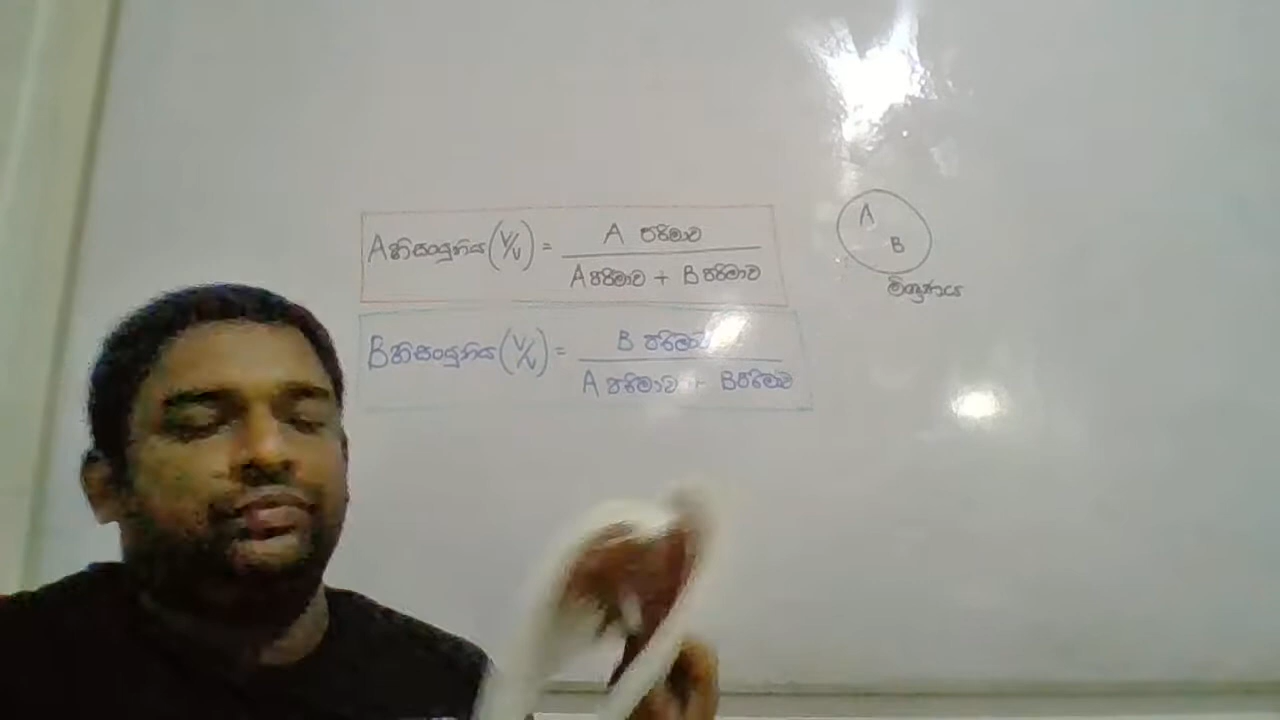 A හි සංයුතිය (V/V) = A පරිමාව / A පරිමාව + B පරිමාව
B හි සංයුතිය (V/V) = B පරිමාව / A පරිමාව + B පරිමාව
A
B
මිශ්‍රණය